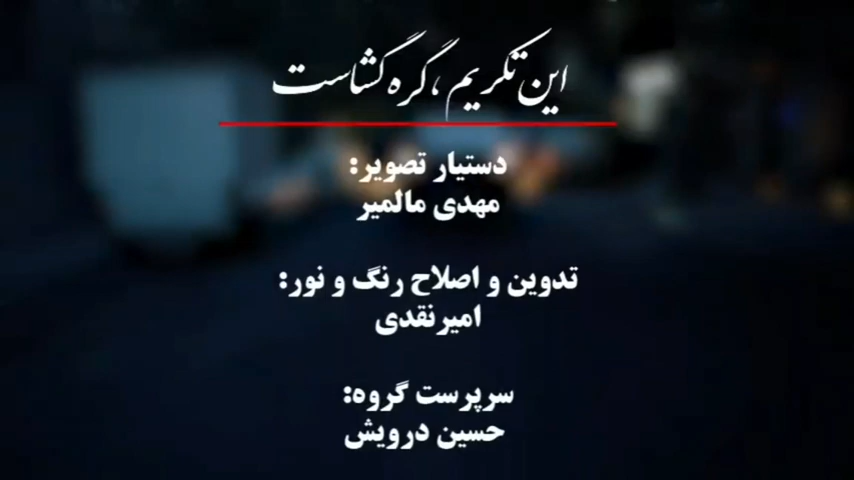 این تکریم ، گره گشاست
دستیار تصویر:
مهدی مالمیر
تدوین و اصلاح رنگ و نور:
امیرنقدی
سرپرست گروه:
حسین درویش